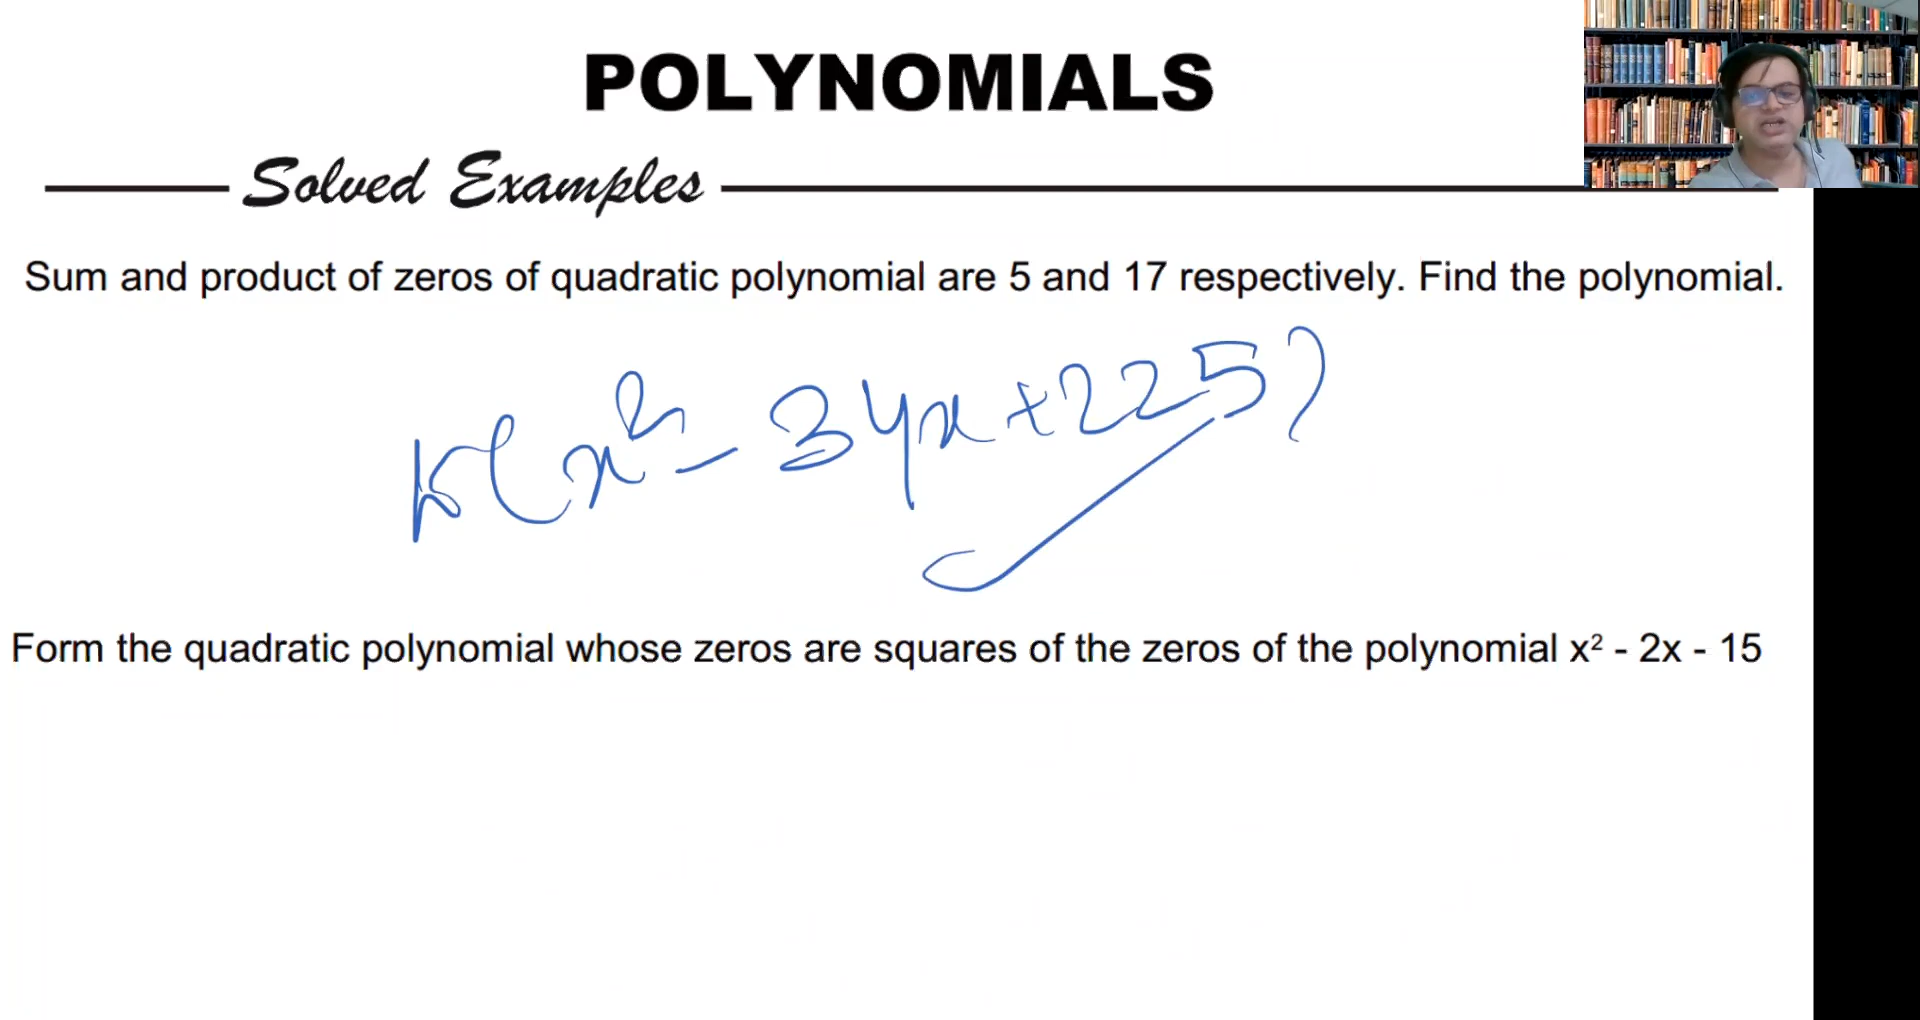 POLYNOMIALS
Solved Examples
Sum and product of zeros of quadratic polynomial are 5 and 17 respectively. Find the polynomial.
k(x² - 34x + 225)
Form the quadratic polynomial whose zeros are squares of the zeros of the polynomial x² - 2x - 15